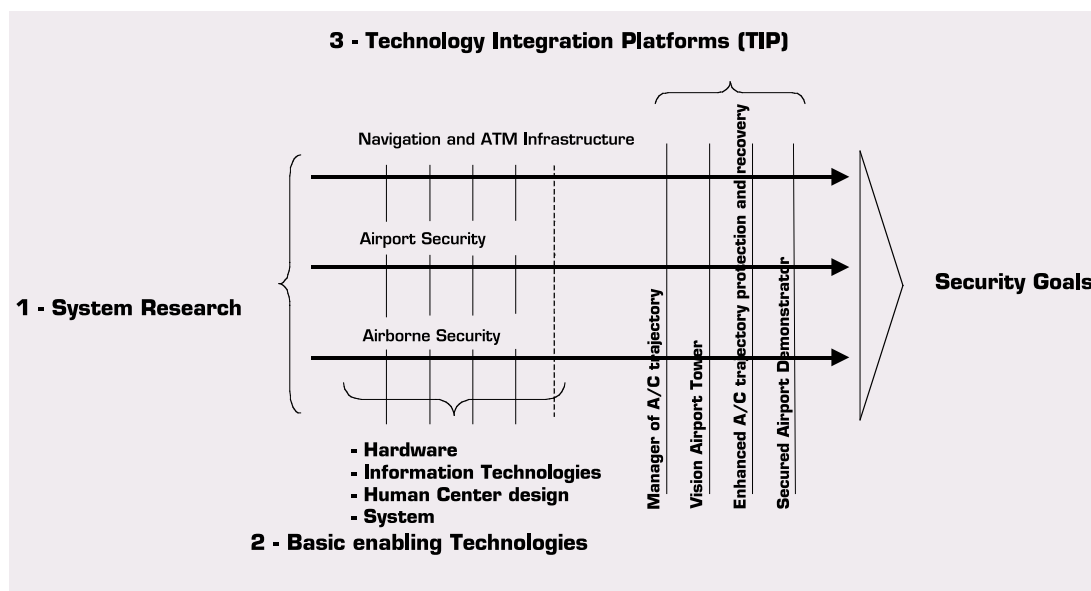 3 - Technology Integration Platforms (TIP)
Navigation and ATM Infrastructure
Airport Security
Airborne Security
1 - System Research
Security Goals
- Hardware
- Information Technologies
- Human Center design
- System
2 - Basic enabling Technologies
Manager of A/C trajectory
Vision Airport Tower
Enhanced A/C trajectory protection and recovery
Secured Airport Demonstrator